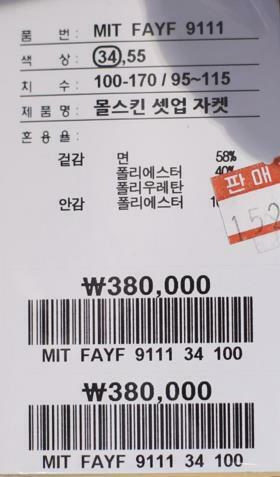 품 번 : MIT FAYF 9111
색 상 : 34,55
치 수 : 100-170 / 95~115
제 품 명 : 몰스킨 셋업 자켓
혼 용 율 :
겉감 면 58%
폴리에스터 40%
폴리우레탄
안감 폴리에스터
판매
₩380,000
MIT FAYF 9111 34 100
₩380,000
MIT FAYF 9111 34 100